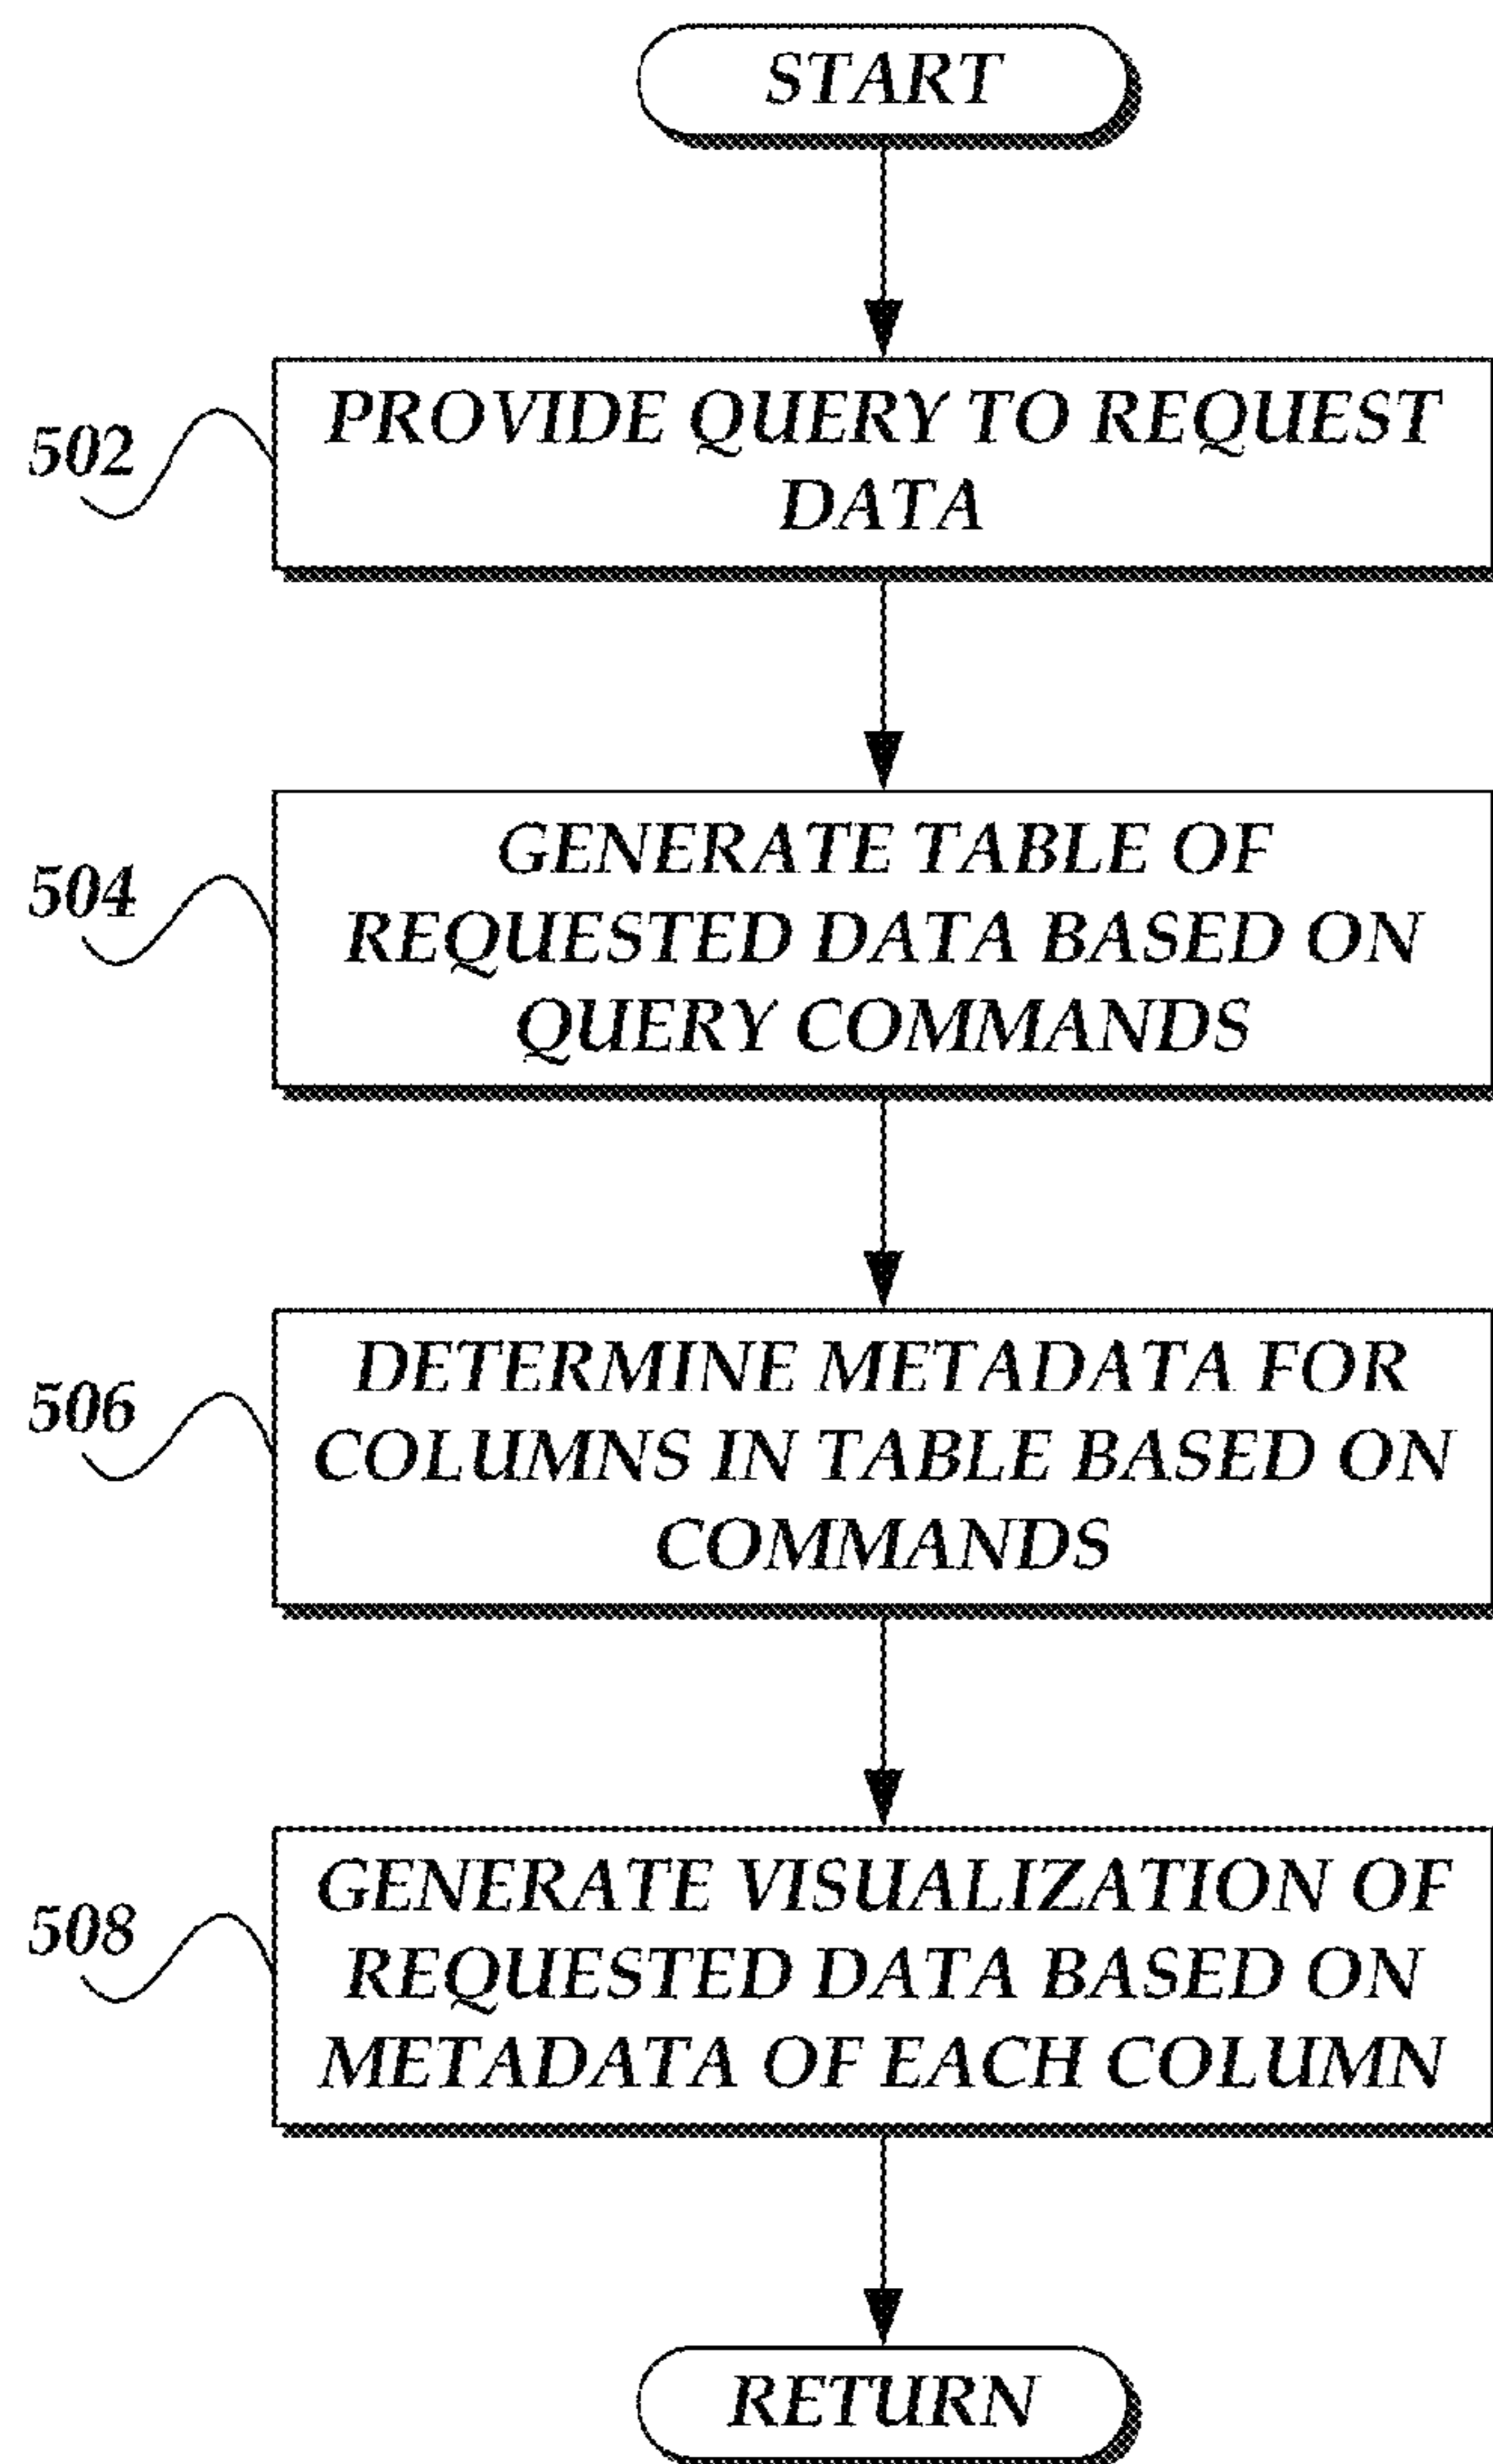 START
502
PROVIDE QUERY TO REQUEST
DATA
504
GENERATE TABLE OF
REQUESTED DATA BASED ON
QUERY COMMANDS
506
DETERMINE METADATA FOR
COLUMNS IN TABLE BASED ON
COMMANDS
508
GENERATE VISUALIZATION OF
REQUESTED DATA BASED ON
METADATA OF EACH COLUMN
RETURN